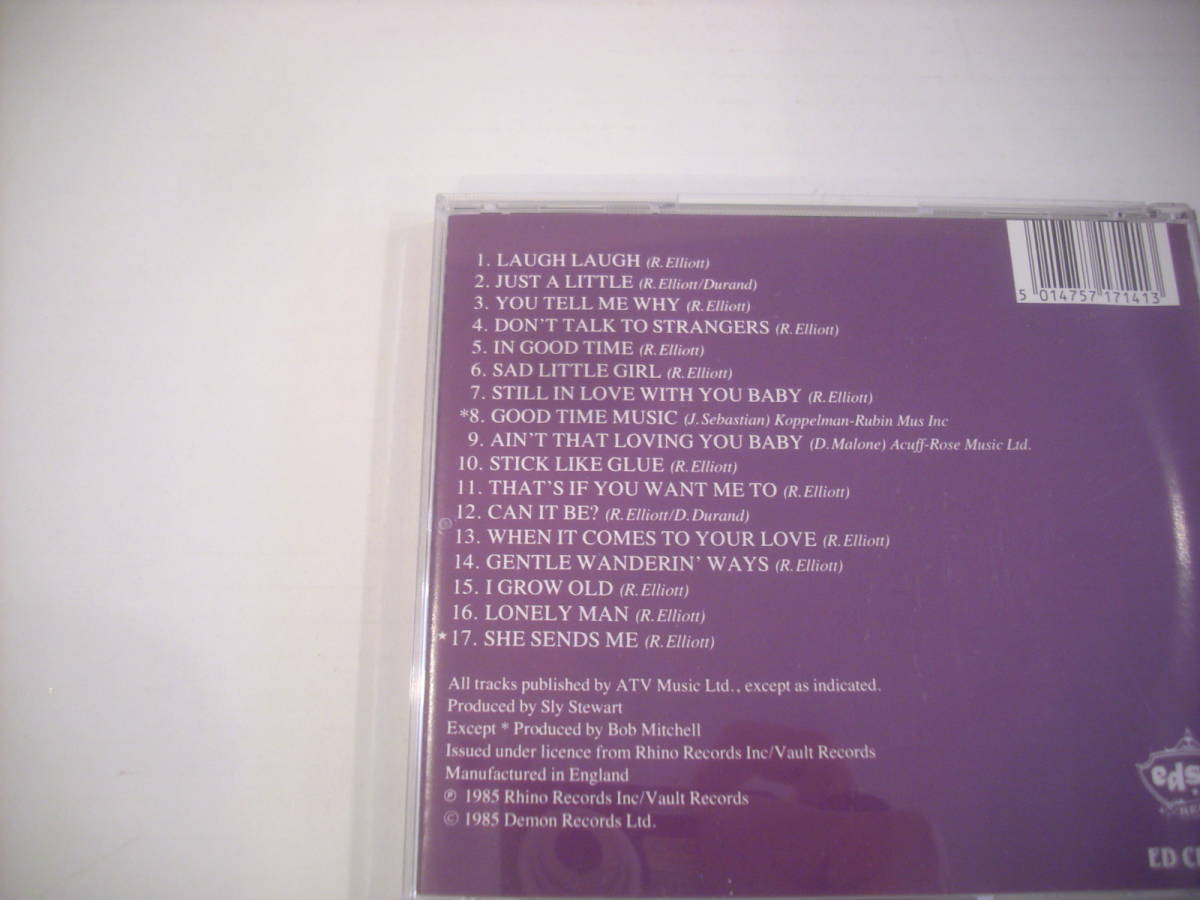 1. LAUGH LAUGH (R.Elliott)
2. JUST A LITTLE (R.Elliott/Durand)
3. YOU TELL ME WHY (R.Elliott)
4. DON'T TALK TO STRANGERS (R.Elliott)
5. IN GOOD TIME (R.Elliott)
6. SAD LITTLE GIRL (R.Elliott)
7. STILL IN LOVE WITH YOU BABY (R.Elliott)
*8. GOOD TIME MUSIC (J.Sebastian) Koppelman-Rubin Mus Inc
9. AIN'T THAT LOVING YOU BABY (D.Malone) Acuff-Rose Music Ltd.
10. STICK LIKE GLUE (R.Elliott)
11. THAT'S IF YOU WANT ME TO (R.Elliott)
12. CAN IT BE? (R.Elliott/D.Durand)
13. WHEN IT COMES TO YOUR LOVE (R.Elliott)
14. GENTLE WANDERIN' WAYS (R.Elliott)
15. I GROW OLD (R.Elliott)
16. LONELY MAN (R.Elliott)
*17. SHE SENDS ME (R.Elliott)
All tracks published by ATV Music Ltd., except as indicated.
Produced by Sly Stewart
Except * Produced by Bob Mitchell
Issued under licence from Rhino Records Inc/Vault Records
Manufactured in England
℗ 1985 Rhino Records Inc/Vault Records
© 1985 Demon Records Ltd.
5 014757 171413
eds
ED C